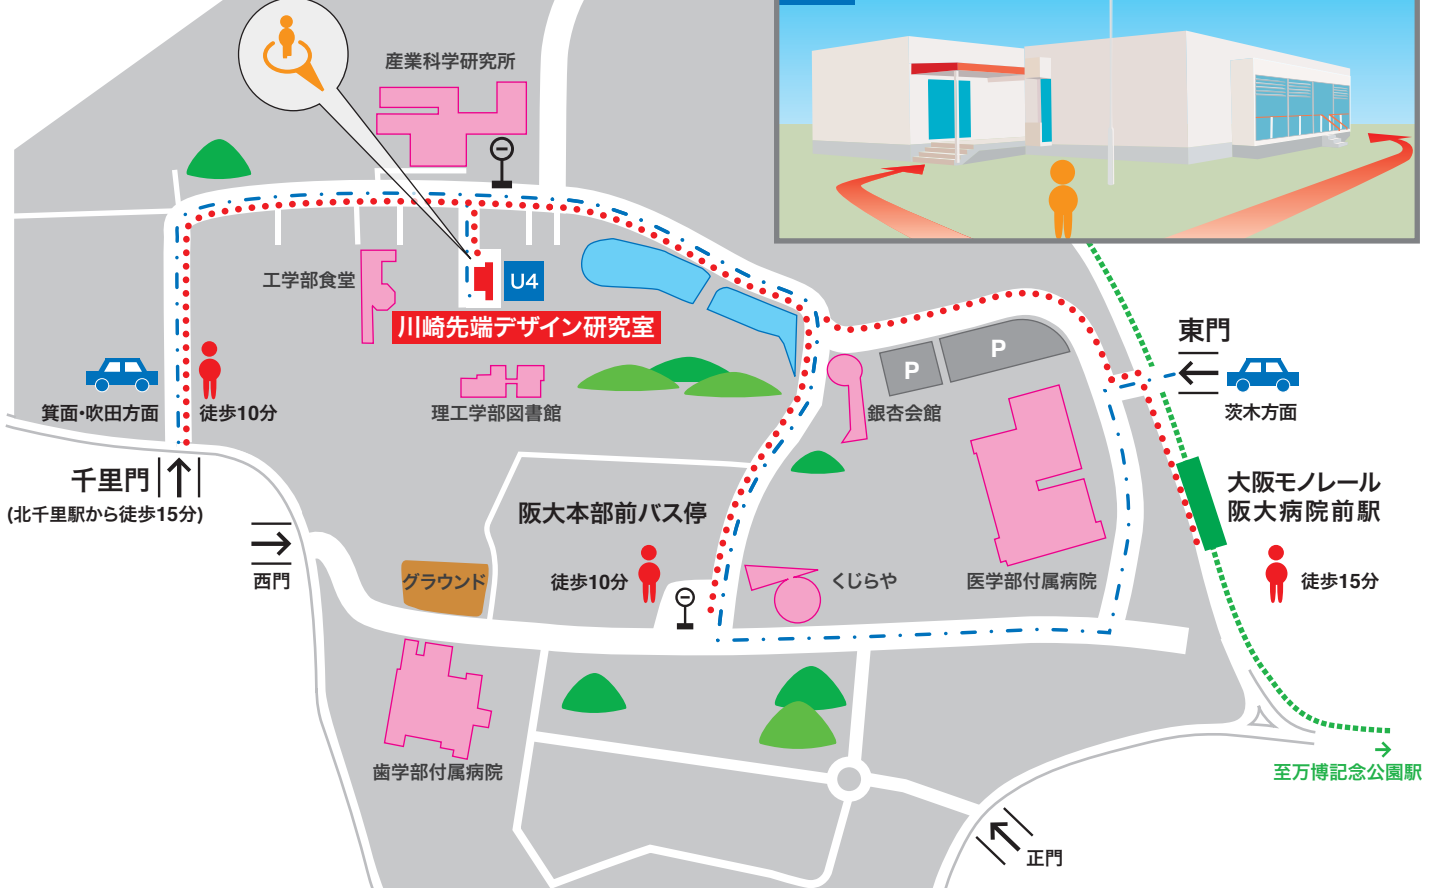 産業科学研究所
工学部食堂
U4
川崎先端デザイン研究室
箕面・吹田方面
徒歩10分
理工学部図書館
P
P
銀杏会館
東門
茨木方面
千里門
(北千里駅から徒歩15分)
大阪モノレール
阪大病院前駅
阪大本部前バス停
西門
グラウンド
徒歩10分
くじらや
医学部付属病院
徒歩15分
歯学部付属病院
至万博記念公園駅
正門